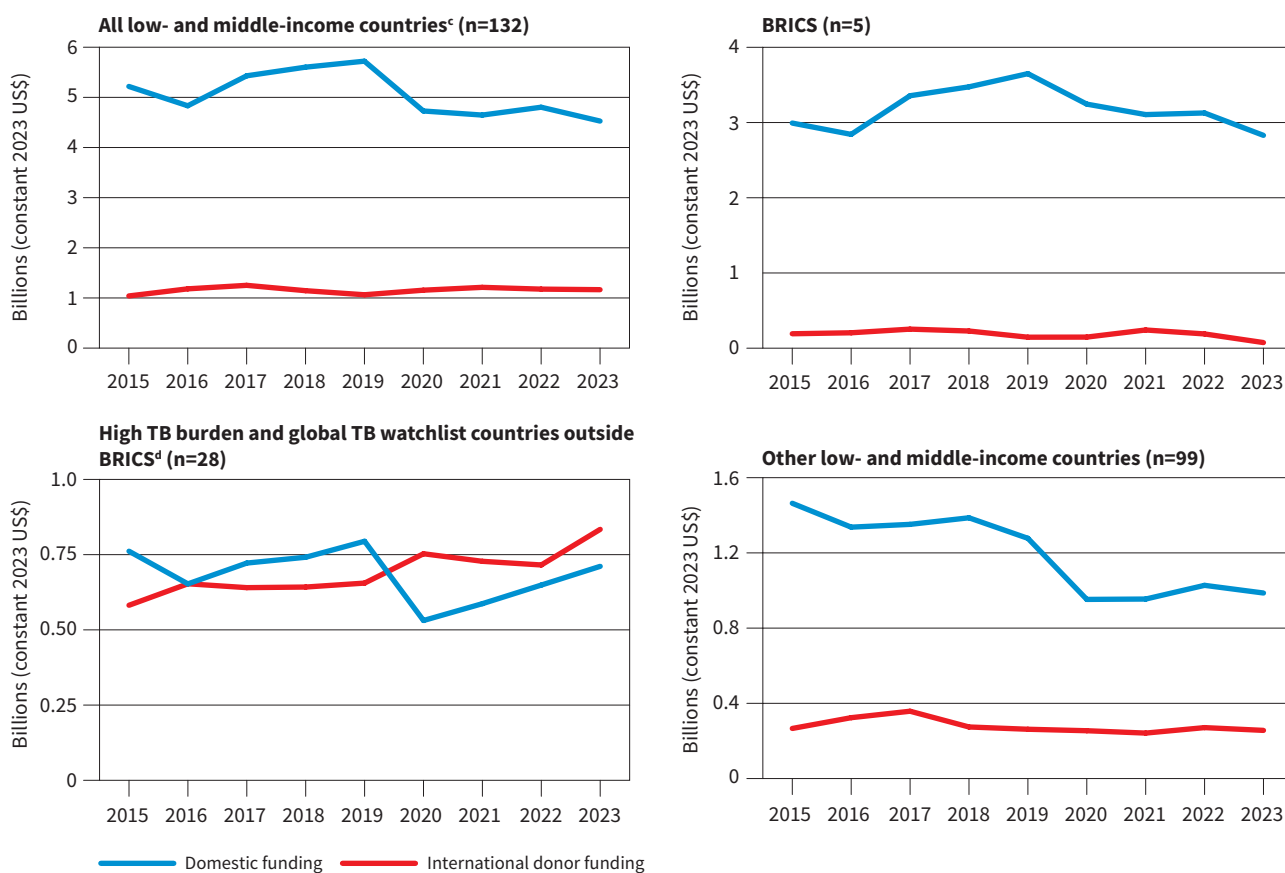 All low- and middle-income countriesᶜ (n=132)
Billions (constant 2023 US$)
6
5
4
3
2
1
0
2015 2016 2017 2018 2019 2020 2021 2022 2023
BRICS (n=5)
Billions (constant 2023 US$)
4
3
2
1
0
2015 2016 2017 2018 2019 2020 2021 2022 2023
High TB burden and global TB watchlist countries outside
BRICSᵈ (n=28)
Billions (constant 2023 US$)
1.0
0.75
0.50
0.25
0
2015 2016 2017 2018 2019 2020 2021 2022 2023
Other low- and middle-income countries (n=99)
Billions (constant 2023 US$)
1.6
1.2
0.8
0.4
0
2015 2016 2017 2018 2019 2020 2021 2022 2023
Domestic funding International donor funding